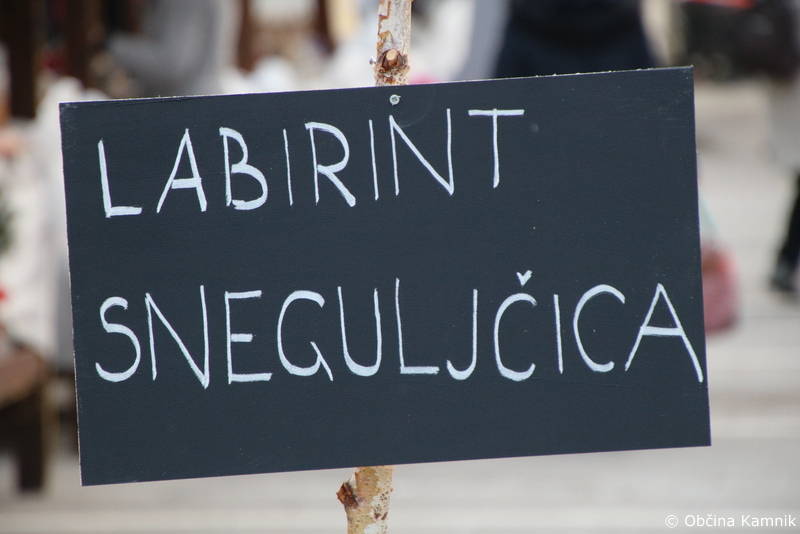 LABIRINT
SNEGULJČICA
© Občina Kamnik